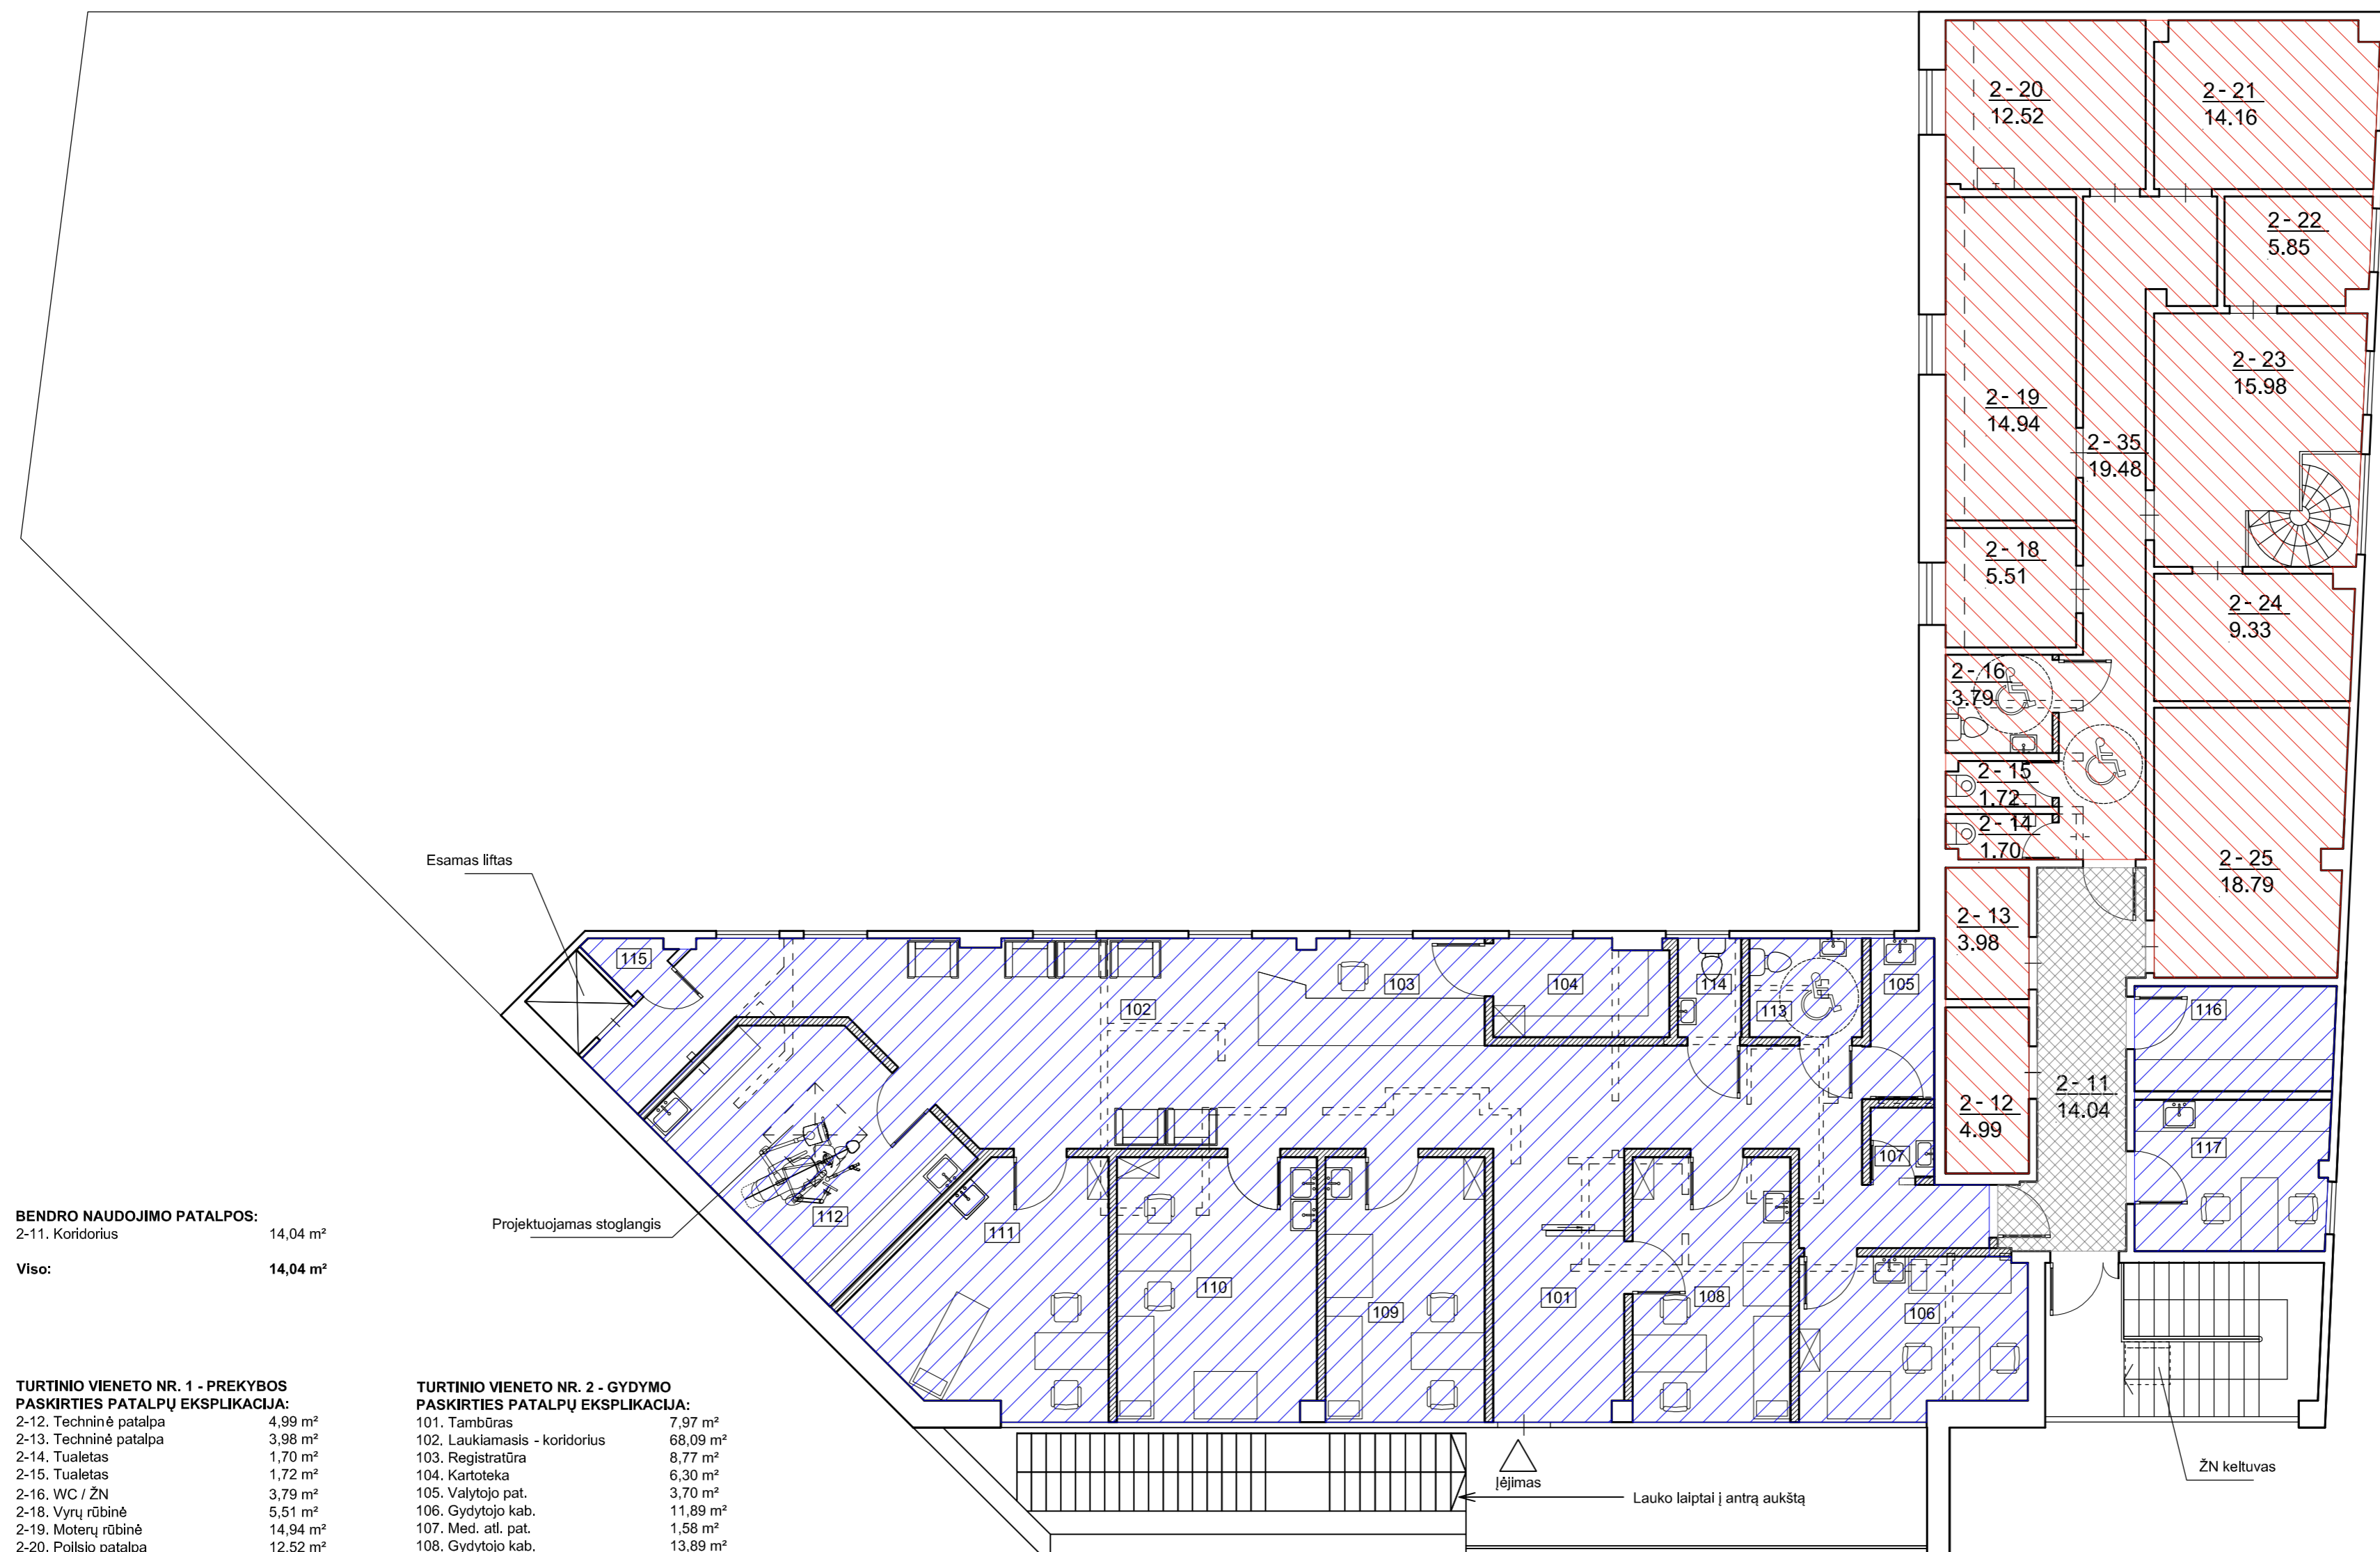 2-20
12.52
2-21
14.16
2-22
5.85
2-23
15.98
2-19
14.94
2-35
19.48
2-18
5.51
2-24
9.33
2-16
3.79
2-15
1.72
2-14
1.70
2-25
18.79
2-13
3.98
2-12
4.99
2-11
14.04
Esamas liftas
115
102
103
104
114
113
105
116
117
107
112
111
110
109
101
108
106
Projektuojamas stoglangis
Įėjimas
Lauko laiptai į antrą aukštą
ŽN keltuvas
BENDRO NAUDOJIMO PATALPOS:
2-11. Koridorius 14,04 m²
Viso: 14,04 m²
TURTINIO VIENETO NR. 1 - PREKYBOS
PASKIRTIES PATALPŲ EKSPLIKACIJA:
2-12. Techninė patalpa 4,99 m²
2-13. Techninė patalpa 3,98 m²
2-14. Tualetas 1,70 m²
2-15. Tualetas 1,72 m²
2-16. WC / ŽN 3,79 m²
2-18. Vyrų rūbinė 5,51 m²
2-19. Moterų rūbinė 14,94 m²
2-20. Poilsio patalpa 12,52 m²
TURTINIO VIENETO NR. 2 - GYDYMO
PASKIRTIES PATALPŲ EKSPLIKACIJA:
101. Tambūras 7,97 m²
102. Laukiamasis - koridorius 68,09 m²
103. Registratūra 8,77 m²
104. Kartoteka 6,30 m²
105. Valytojo pat. 3,70 m²
106. Gydytojo kab. 11,89 m²
107. Med. atl. pat. 1,58 m²
108. Gydytojo kab. 13,89 m²